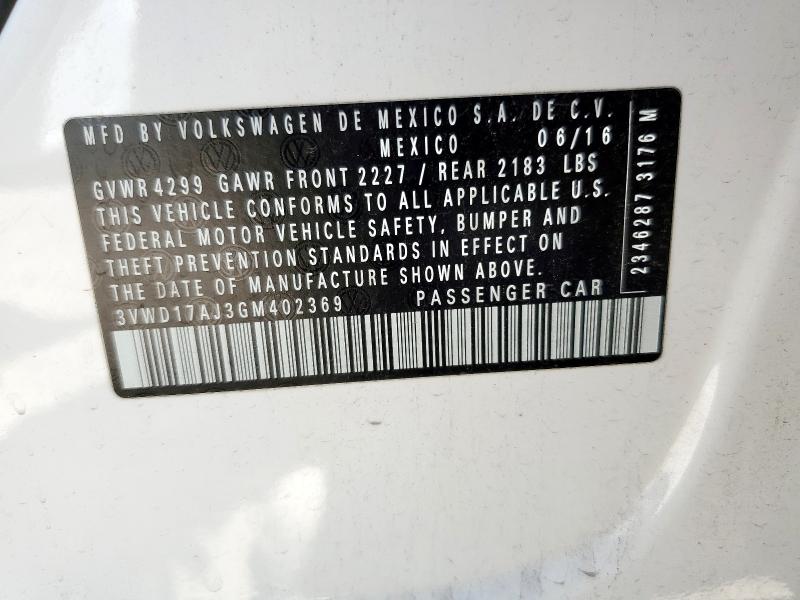 MFD BY VOLKSWAGEN DE MEXICO S.A. DE C.V.
MEXICO 06/16
GVWR 4299 GAWR FRONT 2227 / REAR 2183 LBS
THIS VEHICLE CONFORMS TO ALL APPLICABLE U.S.
FEDERAL MOTOR VEHICLE SAFETY, BUMPER AND
THEFT PREVENTION STANDARDS IN EFFECT ON
THE DATE OF MANUFACTURE SHOWN ABOVE.
3VWD17AJ3GM402369 PASSENGER CAR
2346287 3176 M